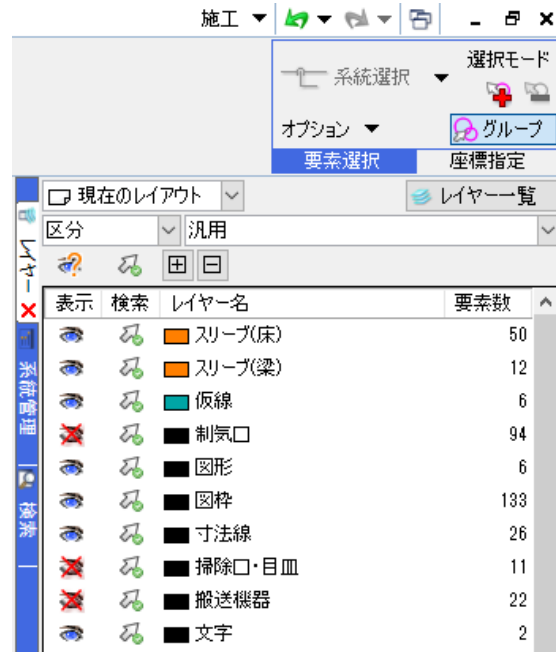 施工
系統選択
選択モード
オプション
グループ
要素選択
座標指定
現在のレイアウト
レイヤー一覧
区分
汎用
レイヤー
系統管理
検索
表示 検索 レイヤー名 要素数
スリーブ(床) 50
スリーブ(梁) 12
仮線 6
制気口 94
図形 6
図枠 133
寸法線 26
掃除口・目皿 11
搬送機器 22
文字 2